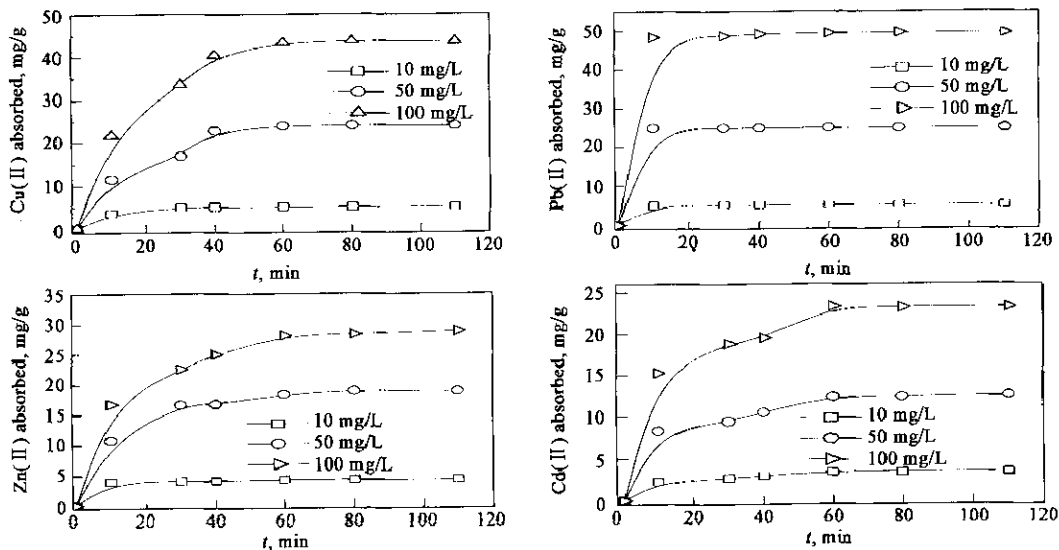 50
45
40
30
20
10
0
Cu(II) absorbed, mg/g
10 mg/L
50 mg/L
100 mg/L
0 20 40 60 80 100 120
t, min
50
40
30
20
10
0
Pb(II) absorbed, mg/g
10 mg/L
50 mg/L
100 mg/L
0 20 40 60 80 100 120
t, min
35
30
25
20
15
10
5
0
Zn(II) absorbed, mg/g
10 mg/L
50 mg/L
100 mg/L
0 20 40 60 80 100 120
t, min
25
20
15
10
5
0
Cd(II) absorbed, mg/g
10 mg/L
50 mg/L
100 mg/L
0 20 40 60 80 100 120
t, min